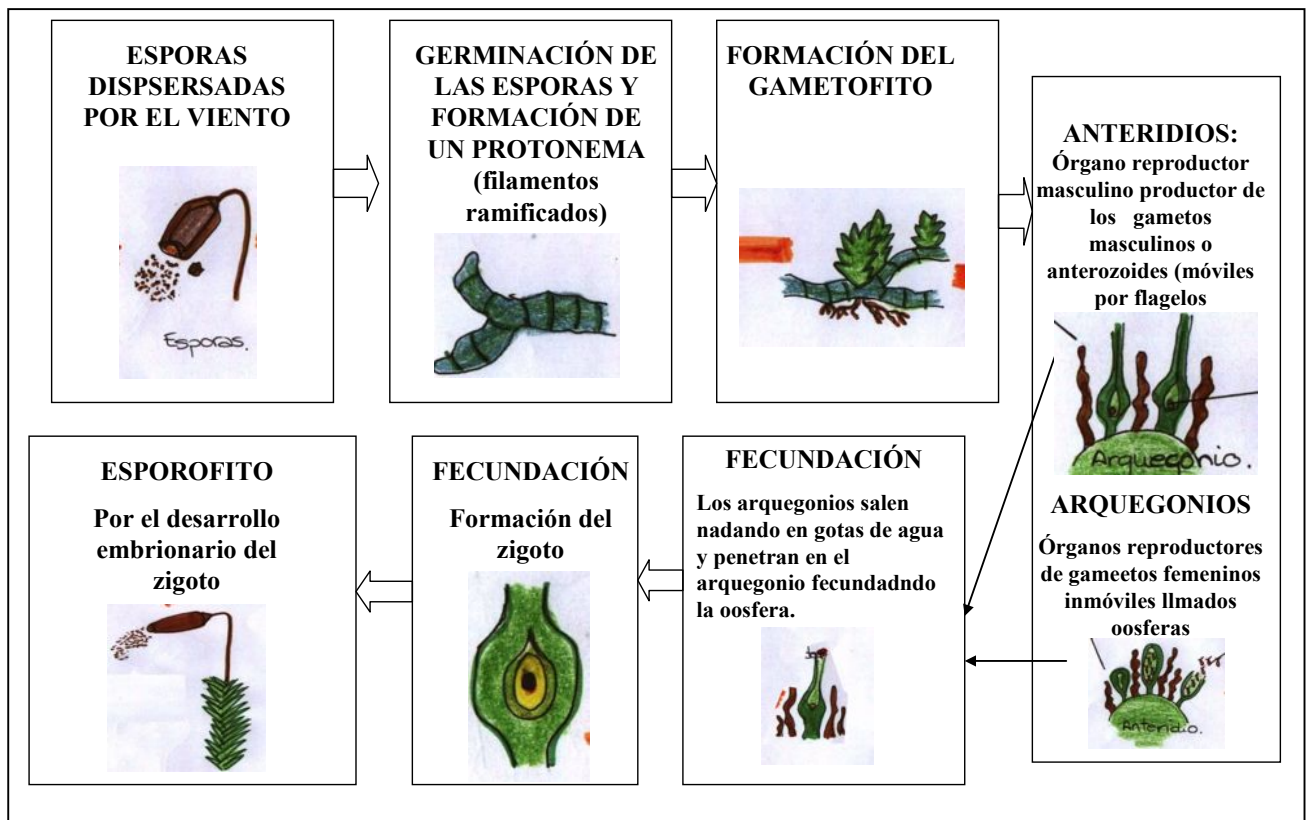 ESPORAS
DISPSERSADAS
POR EL VIENTO
Esporas.
GERMINACIÓN DE
LAS ESPORAS Y
FORMACIÓN DE
UN PROTONEMA
(filamentos
ramificados)
FORMACIÓN DEL
GAMETOFITO
ANTERIDIOS:
Órgano reproductor
masculino productor de
los gametos
masculinos o
anterozoides (móviles
por flagelos
Arquegonio.
ARQUEGONIOS
Órganos reproductores
de gameetos femeninos
inmóviles llmados
oosferas
Anteridio.
FECUNDACIÓN
Los arquegonios salen
nadando en gotas de agua
y penetran en el
arquegonio fecundadndo
la oosfera.
FECUNDACIÓN
Formación del
zigoto
ESPOROFITO
Por el desarrollo
embrionario del
zigoto